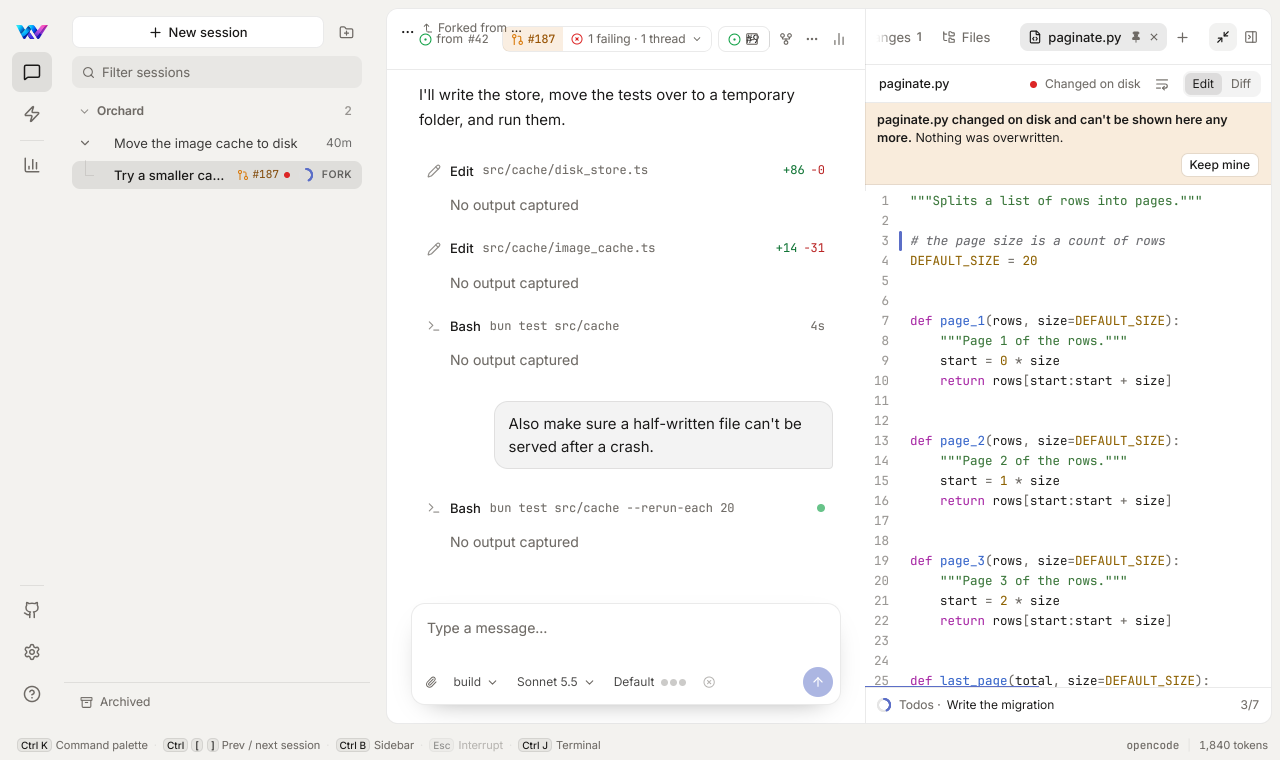 New session
Filter sessions
Orchard 2
Move the image cache to disk 40m
Try a smaller ca... #187 FORK
Archived
... Forked from ...
from #42 #187 1 failing · 1 thread
I'll write the store, move the tests over to a temporary
folder, and run them.
Edit src/cache/disk_store.ts +86 -0
No output captured
Edit src/cache/image_cache.ts +14 -31
No output captured
Bash bun test src/cache 4s
No output captured
Also make sure a half-written file can't be
served after a crash.
Bash bun test src/cache --rerun-each 20
No output captured
Type a message...
build Sonnet 5.5 Default
nges 1 Files paginate.py
paginate.py Changed on disk Edit Diff
paginate.py changed on disk and can't be shown here any
more. Nothing was overwritten.
Keep mine
1 """Splits a list of rows into pages."""
2
3 # the page size is a count of rows
4 DEFAULT_SIZE = 20
5
6
7 def page_1(rows, size=DEFAULT_SIZE):
8 """Page 1 of the rows."""
9 start = 0 * size
10 return rows[start:start + size]
11
12
13 def page_2(rows, size=DEFAULT_SIZE):
14 """Page 2 of the rows."""
15 start = 1 * size
16 return rows[start:start + size]
17
18
19 def page_3(rows, size=DEFAULT_SIZE):
20 """Page 3 of the rows."""
21 start = 2 * size
22 return rows[start:start + size]
23
24
25 def last_page(total, size=DEFAULT_SIZE):
Todos · Write the migration 3/7
Ctrl K Command palette Ctrl [ ] Prev / next session Ctrl B Sidebar Esc Interrupt Ctrl J Terminal
opencode 1,840 tokens